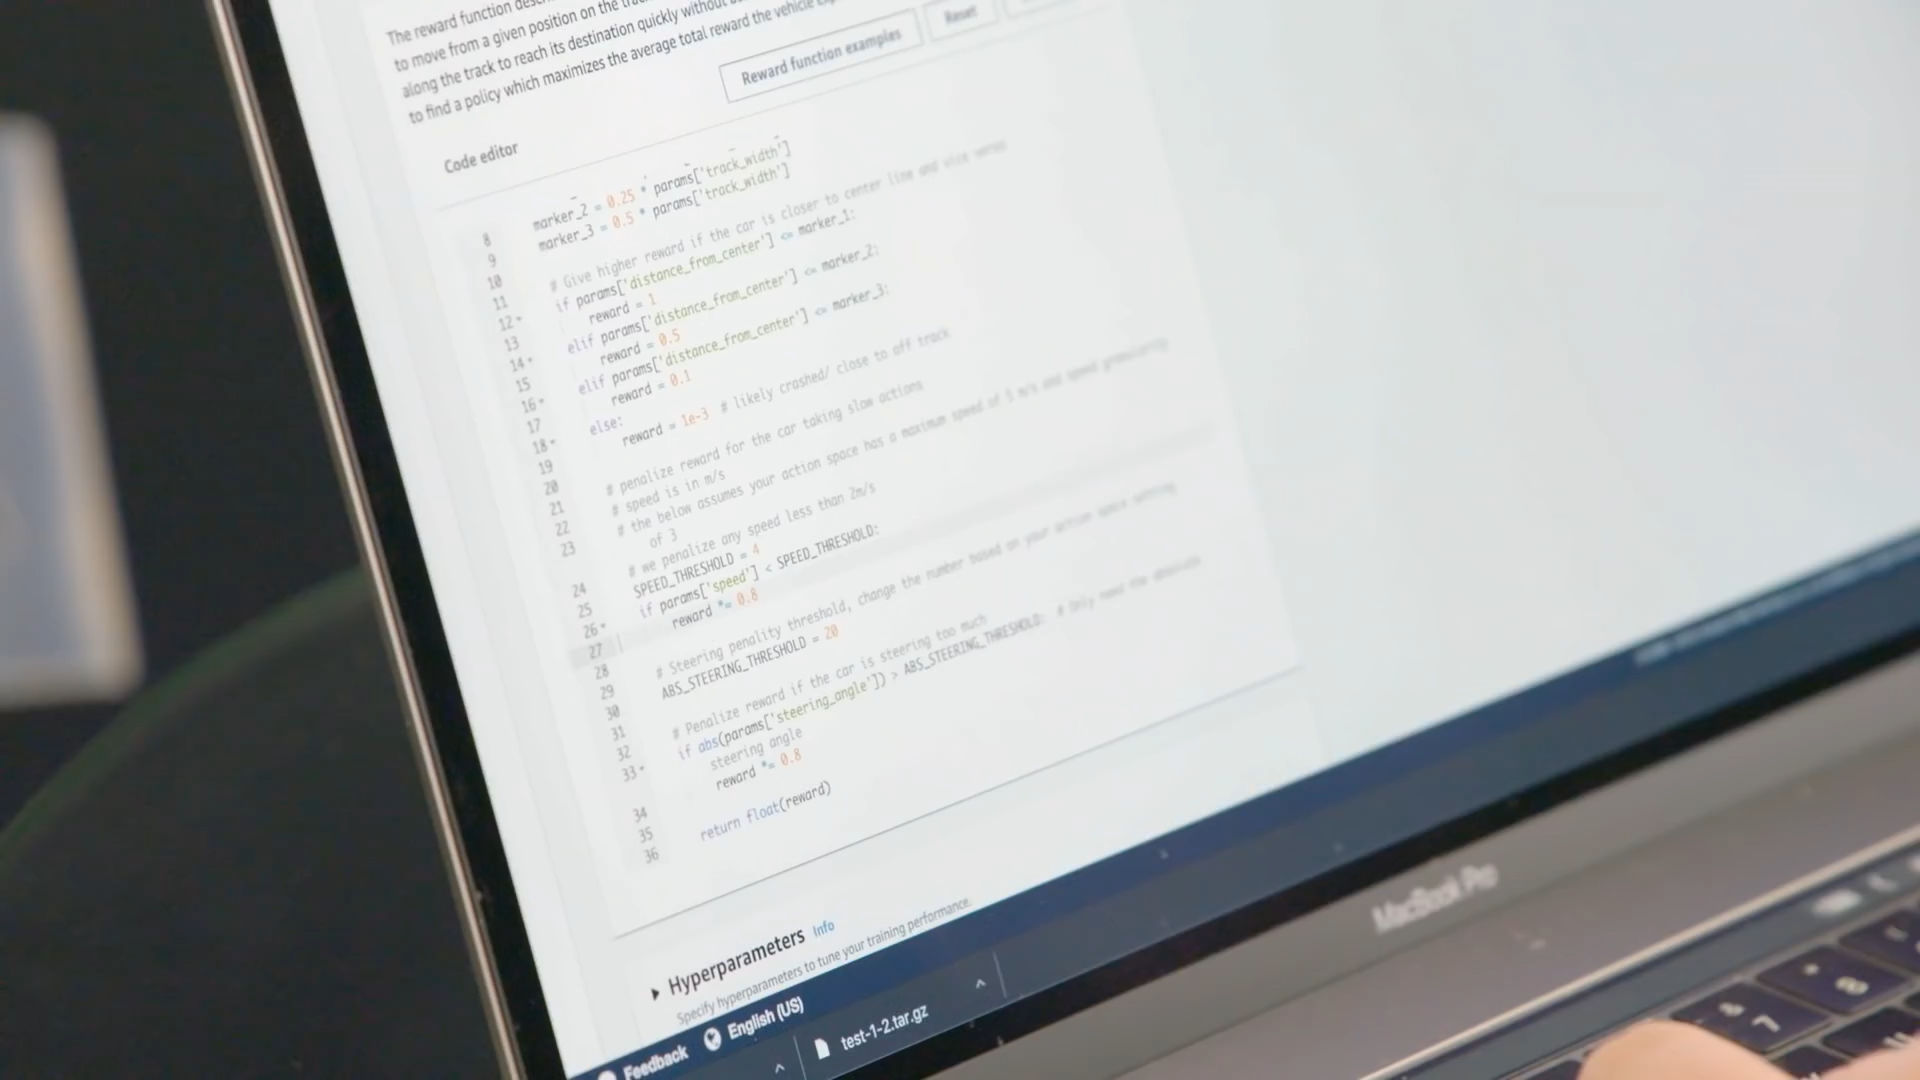 The reward function
to move from a given position on the
along the track to reach its destination quickly without
to find a policy which maximizes the average total reward the vehicle
Reward function examples
Reset
Code editor
8 marker_2 = 0.25 * params['track_width']
9 marker_3 = 0.5 * params['track_width']
10
11 # Give higher reward if the car is closer to center line and vice versa
12 if params['distance_from_center'] <= marker_1:
13 reward = 1
14 elif params['distance_from_center'] <= marker_2:
15 reward = 0.5
16 elif params['distance_from_center'] <= marker_3:
17 reward = 0.1
18 else:
19 reward = 1e-3 # likely crashed/ close to off track
20
21 # penalize reward for the car taking slow actions
22 # speed is in m/s
23 # the below assumes your action space has a maximum speed of 5 m/s and speed granularity
of 3
24 # we penalize any speed less than 2m/s
25 SPEED_THRESHOLD = 4
26 if params['speed'] < SPEED_THRESHOLD:
27 reward *= 0.8
28
29 # Steering penality threshold, change the number based on your action space setting
30 ABS_STEERING_THRESHOLD = 20
31
32 # Penalize reward if the car is steering too much
33 if abs(params['steering_angle']) > ABS_STEERING_THRESHOLD: # Only need the absolute
steering angle
34 reward *= 0.8
35
36 return float(reward)
Hyperparameters Info
Specify hyperparameters to tune your training performance.
Feedback English (US)
test-1-2.tar.gz
MacBook Pro
7
8